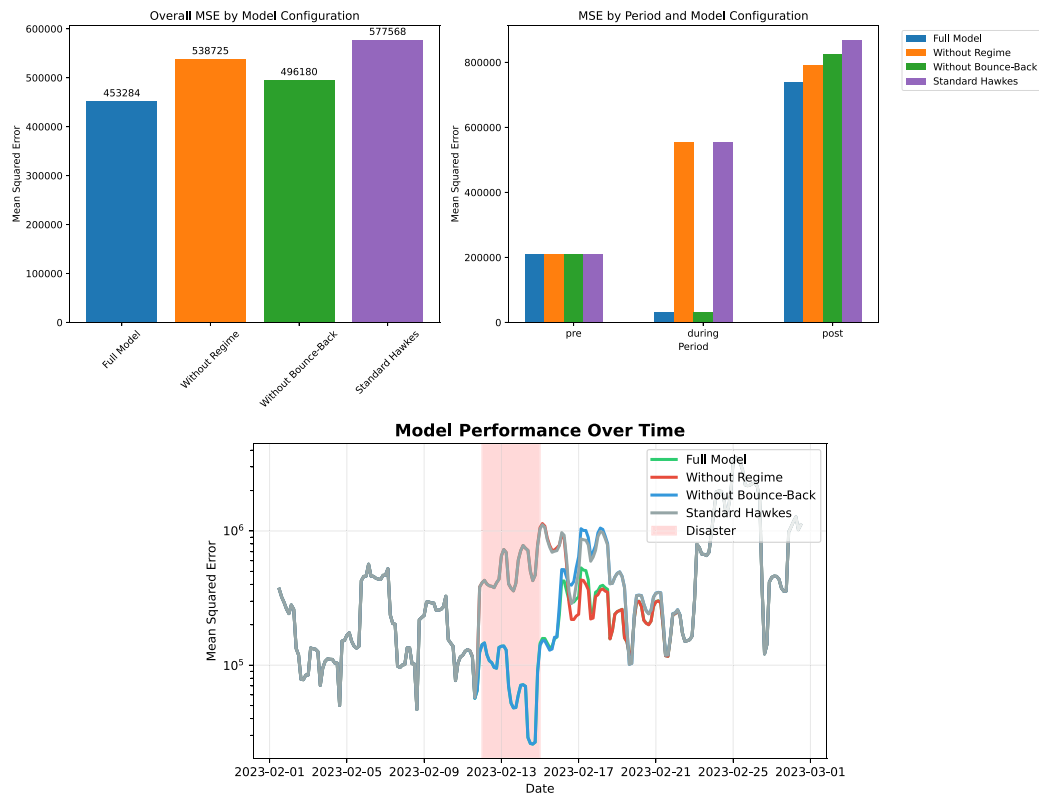 Overall MSE by Model Configuration
Mean Squared Error
600000
500000
400000
300000
200000
100000
0
453284
538725
496180
577568
Full Model
Without Regime
Without Bounce-Back
Standard Hawkes
MSE by Period and Model Configuration
Mean Squared Error
800000
600000
400000
200000
0
pre
during
post
Period
Full Model
Without Regime
Without Bounce-Back
Standard Hawkes
Model Performance Over Time
Mean Squared Error
10⁶
10⁵
Full Model
Without Regime
Without Bounce-Back
Standard Hawkes
Disaster
2023-02-01 2023-02-05 2023-02-09 2023-02-13 2023-02-17 2023-02-21 2023-02-25 2023-03-01
Date